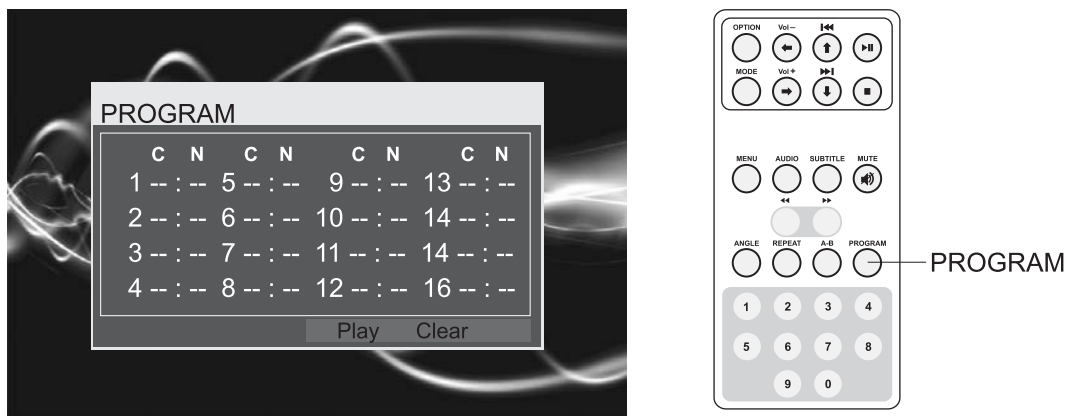 PROGRAM
C N C N C N C N
1 -- : -- 5 -- : -- 9 -- : -- 13 -- : --
2 -- : -- 6 -- : -- 10 -- : -- 14 -- : --
3 -- : -- 7 -- : -- 11 -- : -- 14 -- : --
4 -- : -- 8 -- : -- 12 -- : -- 16 -- : --
Play Clear
OPTION Vol−
MODE Vol+
MENU AUDIO SUBTITLE MUTE
ANGLE REPEAT A-B PROGRAM
PROGRAM
1 2 3 4
5 6 7 8
9 0